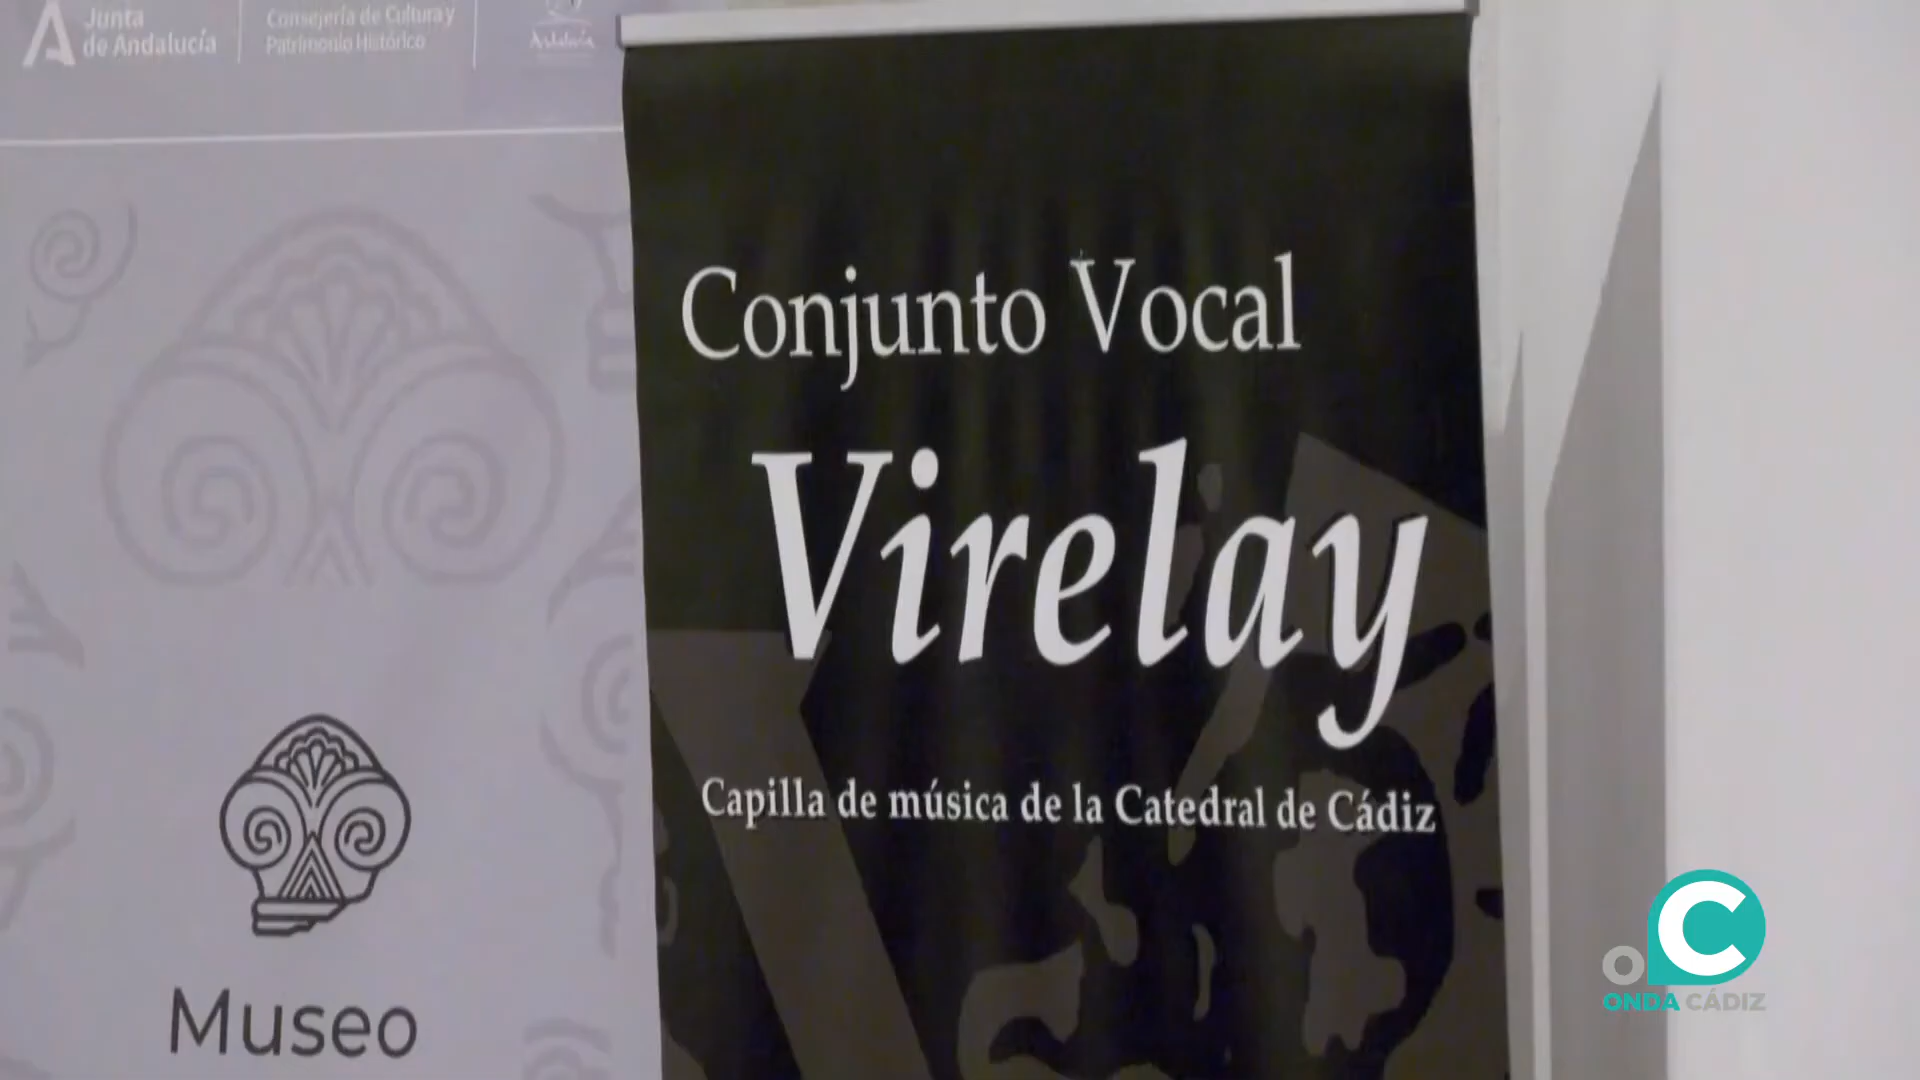 Junta
de Andalucía
Consejería de Cultura y
Patrimonio Histórico
Andalucía
Conjunto Vocal
Virelay
Capilla de música de la Catedral de Cádiz
Museo
ONDA CÁDIZ